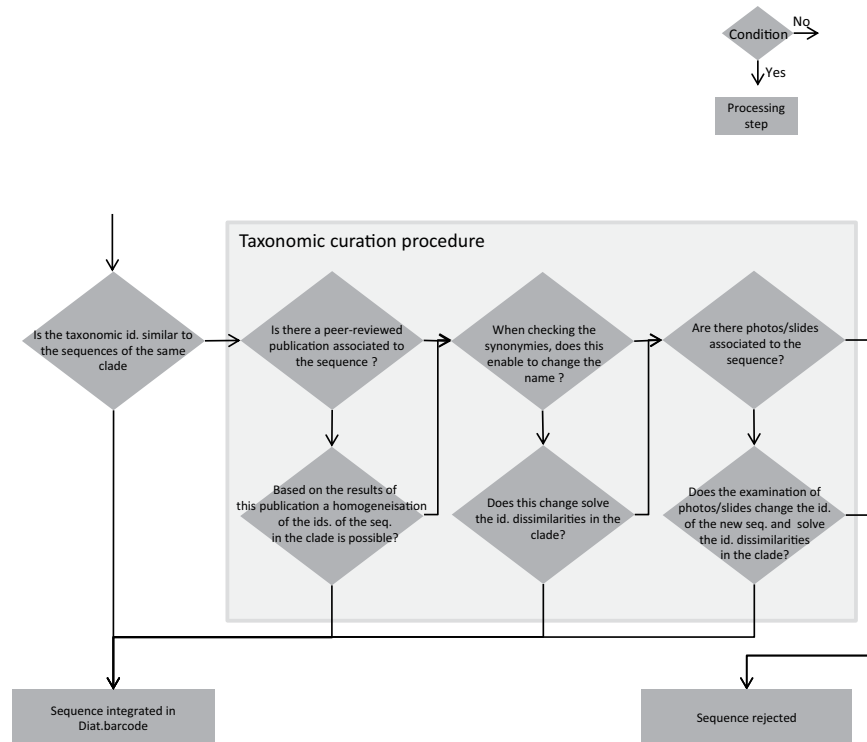 No
Condition
Yes
Processing
step
Taxonomic curation procedure
Is the taxonomic id. similar to
the sequences of the same
clade
Is there a peer-reviewed
publication associated to
the sequence ?
When checking the
synonymies, does this
enable to change the
name ?
Are there photos/slides
associated to the
sequence?
Based on the results of
this publication a homogeneisation
of the ids. of the seq.
in the clade is possible?
Does this change solve
the id. dissimilarities in the
clade?
Does the examination of
photos/slides change the id.
of the new seq. and solve
the id. dissimilarities
in the clade?
Sequence integrated in
Diat.barcode
Sequence rejected